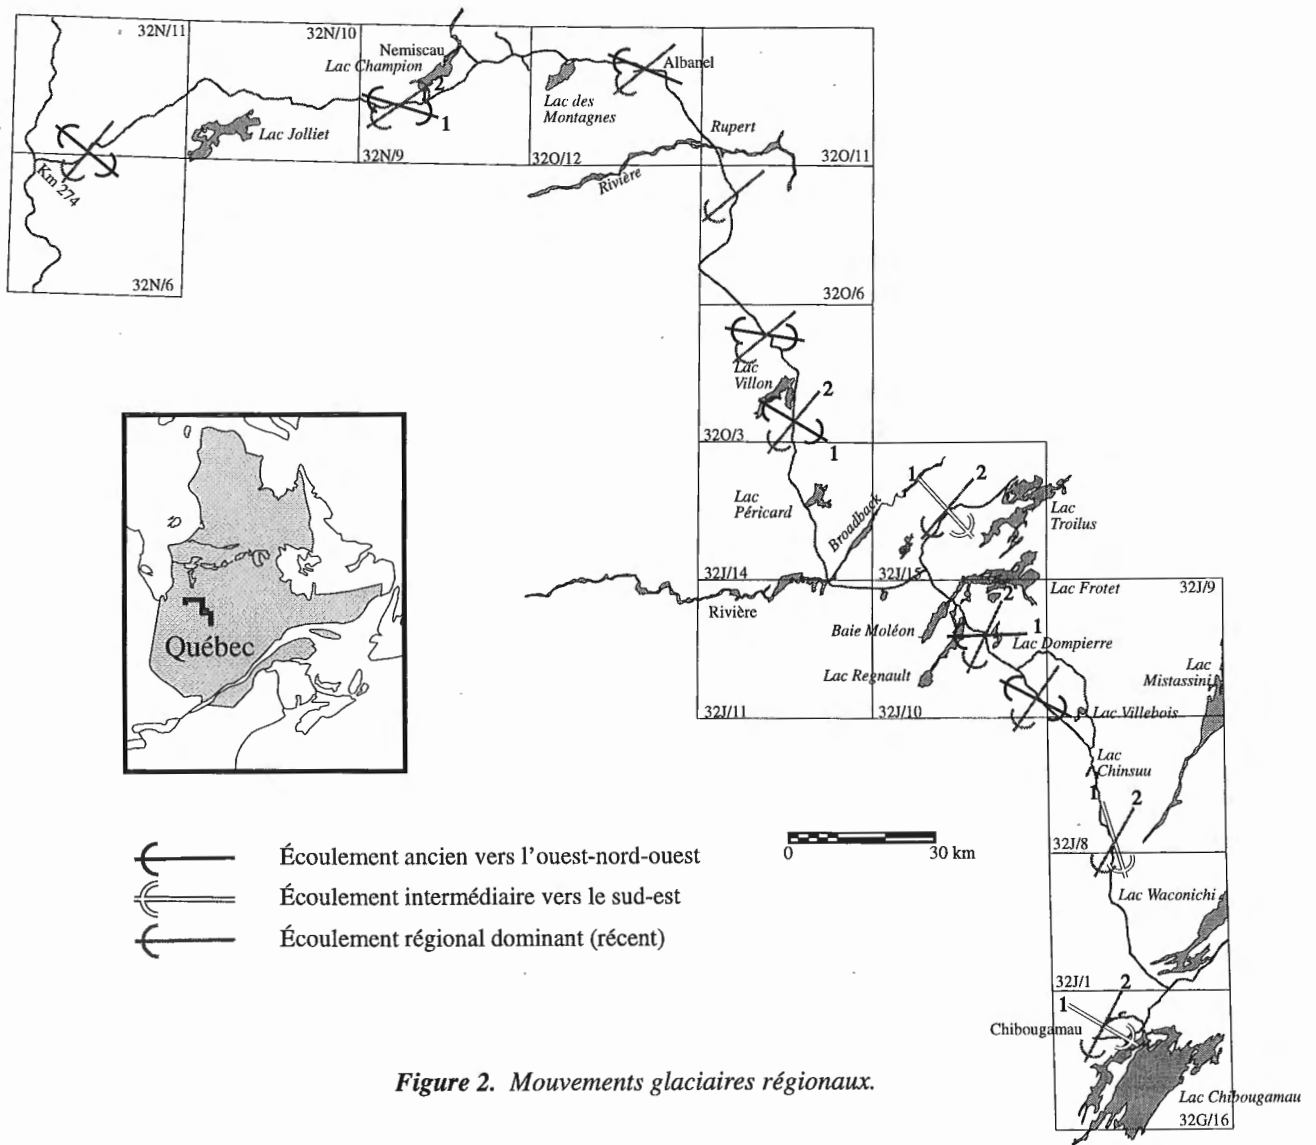 32N/11
32N/10
Nemiscau
Lac Champion
2
1
Albanel
Lac des
Montagnes
Lac Jolliet
Rupert
32N/9
32O/12
32O/11
Rivière
Km 274
32N/6
32O/6
Lac
Villon
2
1
32O/3
1
2
Lac
Péricard
Broadback
Lac
Troilus
32J/14
32J/15
32J/9
Rivière
Lac Frotet
2
1
Baie Moléon
Lac Dompierre
Lac Regnault
Lac
Mistassini
32J/11
32J/10
Lac Villebois
Lac
Chinsuu
1
2
32J/8
Lac Waconichi
32J/1
2
1
Chibougamau
Lac Chibougamau
32G/16
Québec
0
30 km
Écoulement ancien vers l'ouest-nord-ouest
Écoulement intermédiaire vers le sud-est
Écoulement régional dominant (récent)
Figure 2. Mouvements glaciaires régionaux.